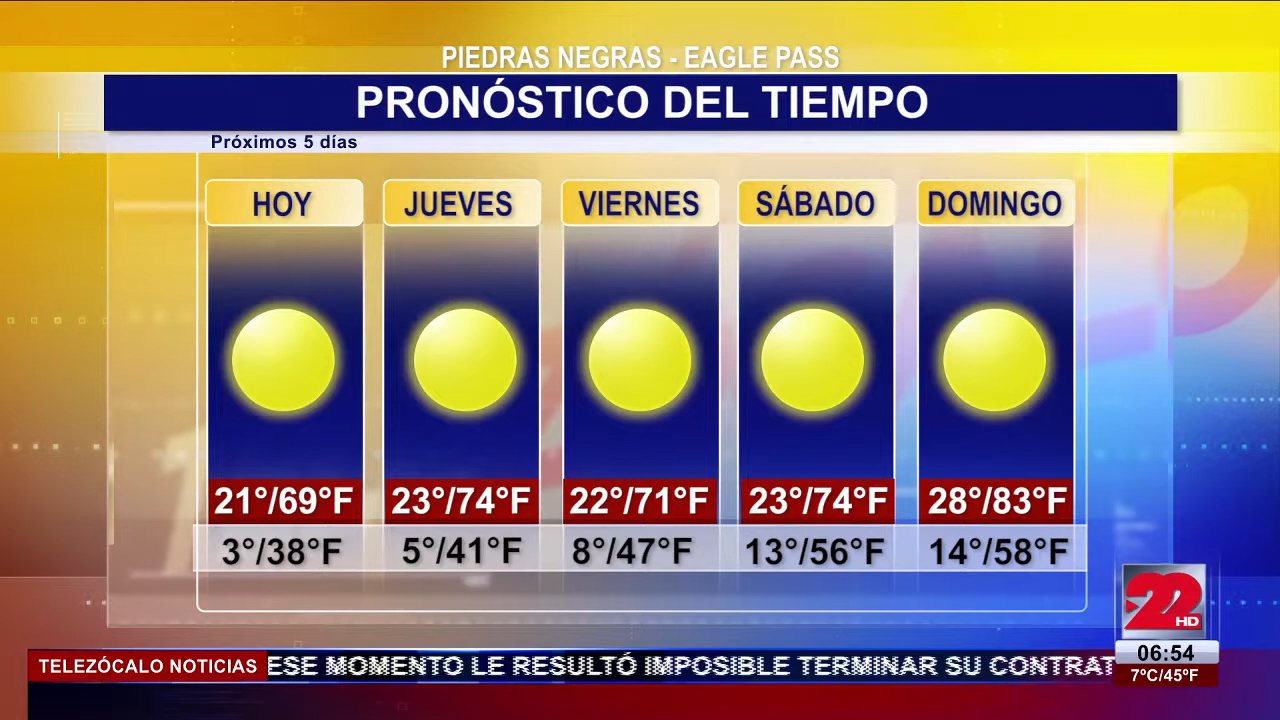 PIEDRAS NEGRAS - EAGLE PASS
PRONÓSTICO DEL TIEMPO
Próximos 5 días
HOY JUEVES VIERNES SÁBADO DOMINGO
21°/69°F 23°/74°F 22°/71°F 23°/74°F 28°/83°F
3°/38°F 5°/41°F 8°/47°F 13°/56°F 14°/58°F
22 HD
06:54
7°C/45°F
TELEZÓCALO NOTICIAS ESE MOMENTO LE RESULTÓ IMPOSIBLE TERMINAR SU CONTRAT